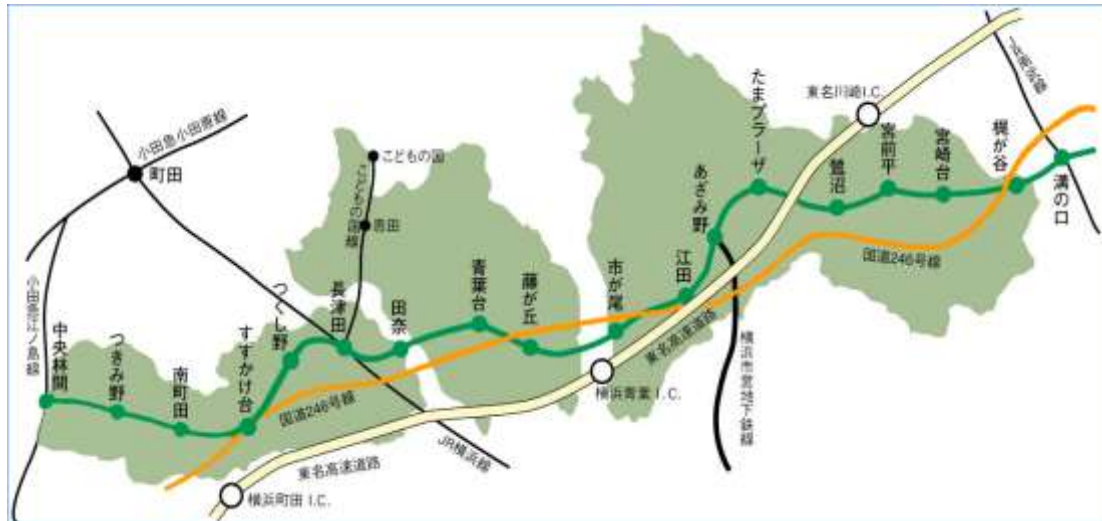 小田急小田原線
町田
小田急江ノ島線
中央林間
つきみ野
南町田
すずかけ台
つくし野
長津田
田奈
青葉台
藤が丘
市が尾
江田
あざみ野
たまプラーザ
鷺沼
宮前平
宮崎台
梶が谷
溝の口
こどもの国
こどもの国線
恩田
東名川崎I.C.
国道246号線
国道246号線
東名高速道路
東名高速道路
横浜青葉I.C.
横浜町田I.C.
JR横浜線
横浜市営地下鉄線
JR南武線